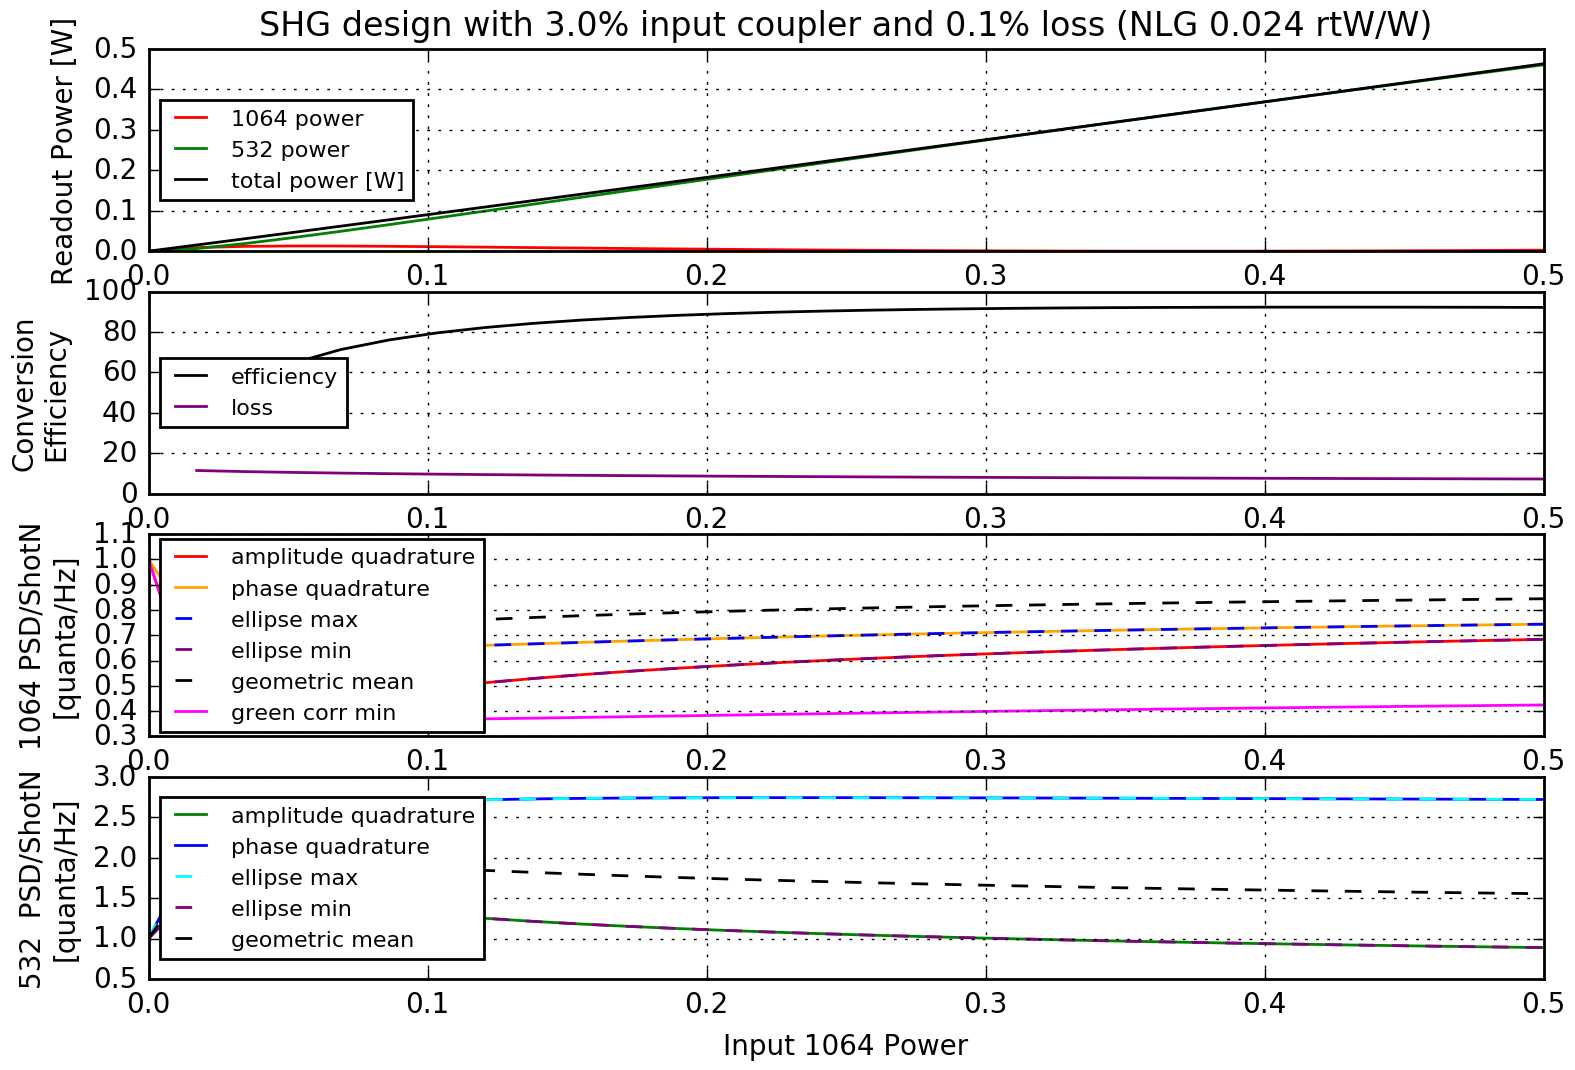 SHG design with 3.0% input coupler and 0.1% loss (NLG 0.024 rtW/W)
Readout Power [W]
0.5
0.4
0.3
0.2
0.1
0.0
1064 power
532 power
total power [W]
0.0 0.1 0.2 0.3 0.4 0.5
Conversion
Efficiency
100
80
60
40
20
0
efficiency
loss
0.0 0.1 0.2 0.3 0.4 0.5
1064 PSD/ShotN
[quanta/Hz]
1.1
1.0
0.9
0.8
0.7
0.6
0.5
0.4
0.3
amplitude quadrature
phase quadrature
ellipse max
ellipse min
geometric mean
green corr min
0.0 0.1 0.2 0.3 0.4 0.5
532 PSD/ShotN
[quanta/Hz]
3.0
2.5
2.0
1.5
1.0
0.5
amplitude quadrature
phase quadrature
ellipse max
ellipse min
geometric mean
0.0 0.1 0.2 0.3 0.4 0.5
Input 1064 Power